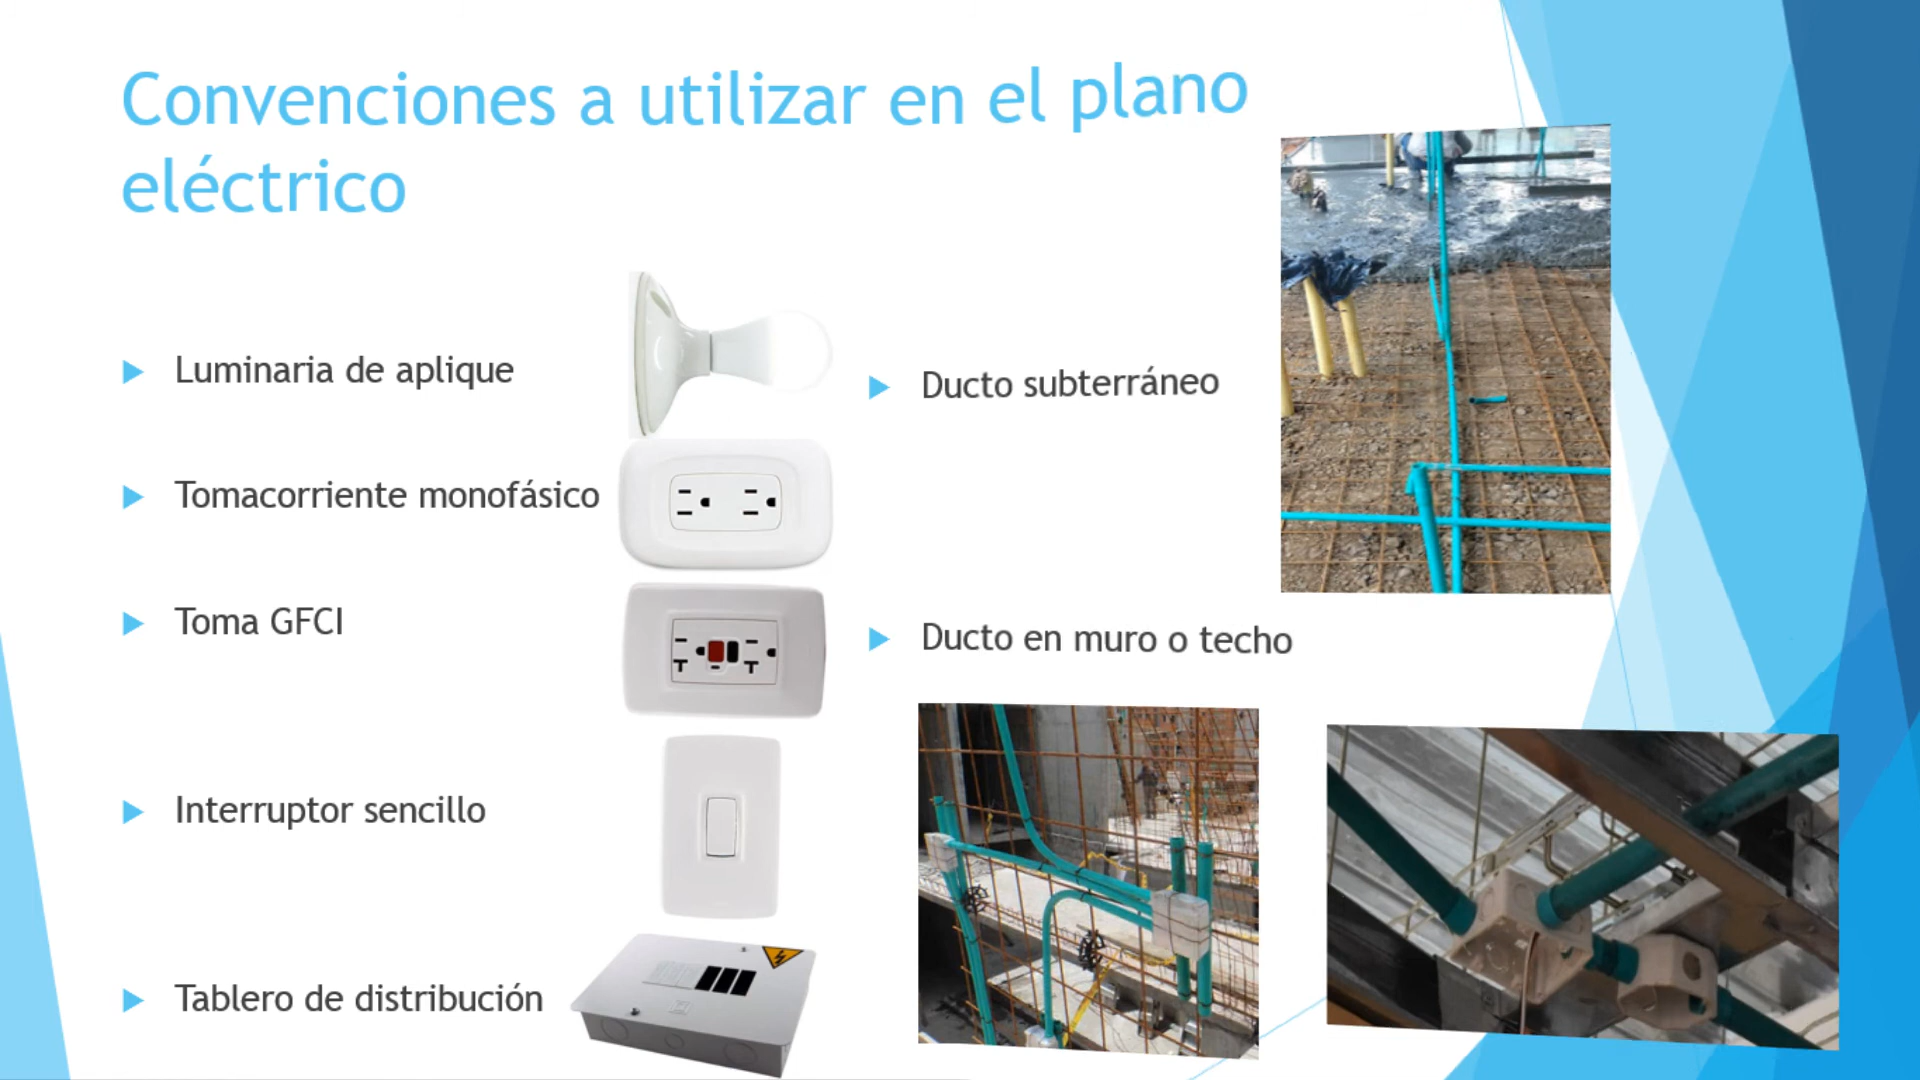 Convenciones a utilizar en el plano
eléctrico
Luminaria de aplique
Tomacorriente monofásico
Toma GFCI
Interruptor sencillo
Tablero de distribución
Ducto subterráneo
Ducto en muro o techo